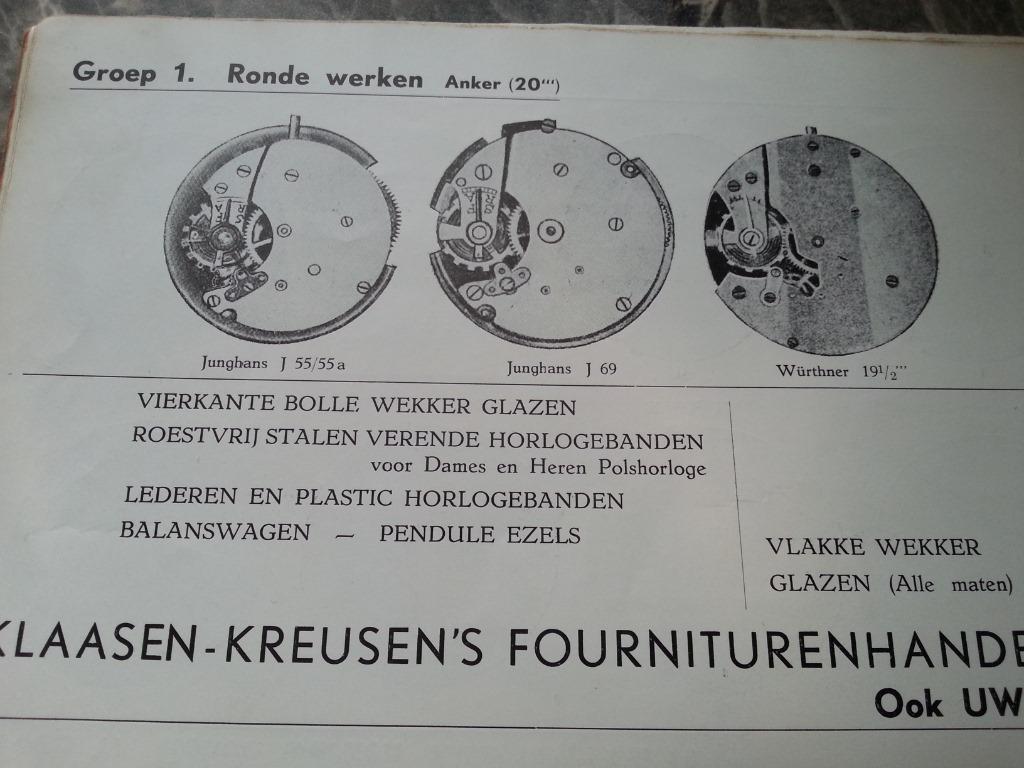 Groep 1. Ronde werken Anker (20''')
Junghans J 55/55a
Junghans J 69
Würthner 19 1/2'''
VIERKANTE BOLLE WEKKER GLAZEN
ROESTVRIJ STALEN VERENDE HORLOGEBANDEN
voor Dames en Heren Polshorloge
LEDEREN EN PLASTIC HORLOGEBANDEN
BALANSWAGEN — PENDULE EZELS
VLAKKE WEKKER
GLAZEN (Alle maten)
KLAASEN-KREUSEN'S FOURNITURENHANDE
Ook UW